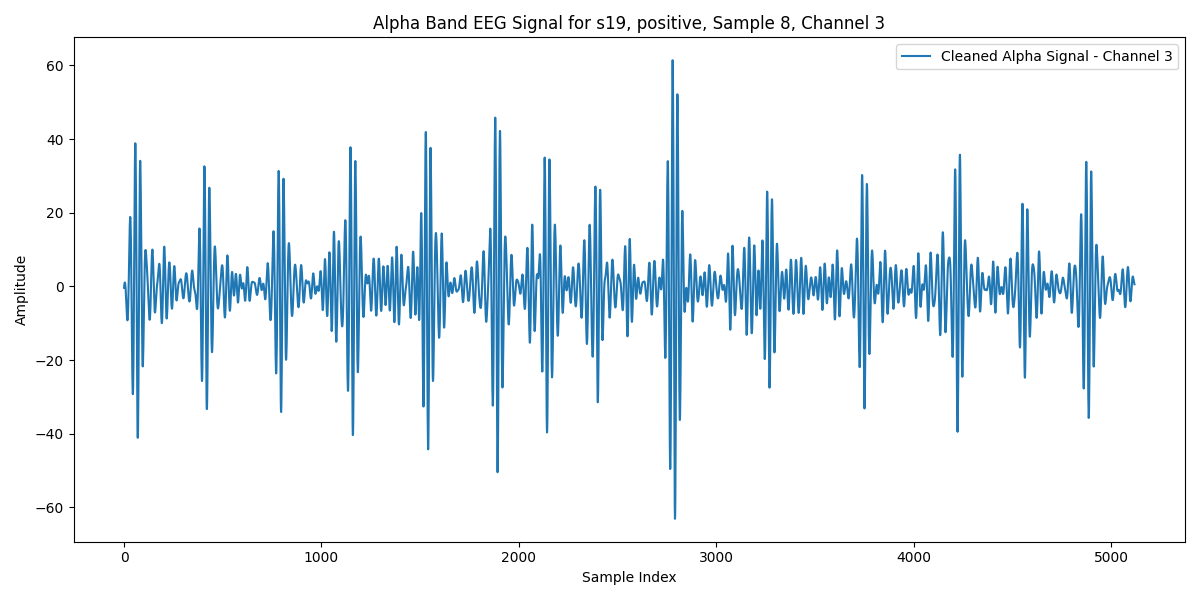 Alpha Band EEG Signal for s19, positive, Sample 8, Channel 3
Cleaned Alpha Signal - Channel 3
Amplitude
60
40
20
0
−20
−40
−60
0 1000 2000 3000 4000 5000
Sample Index